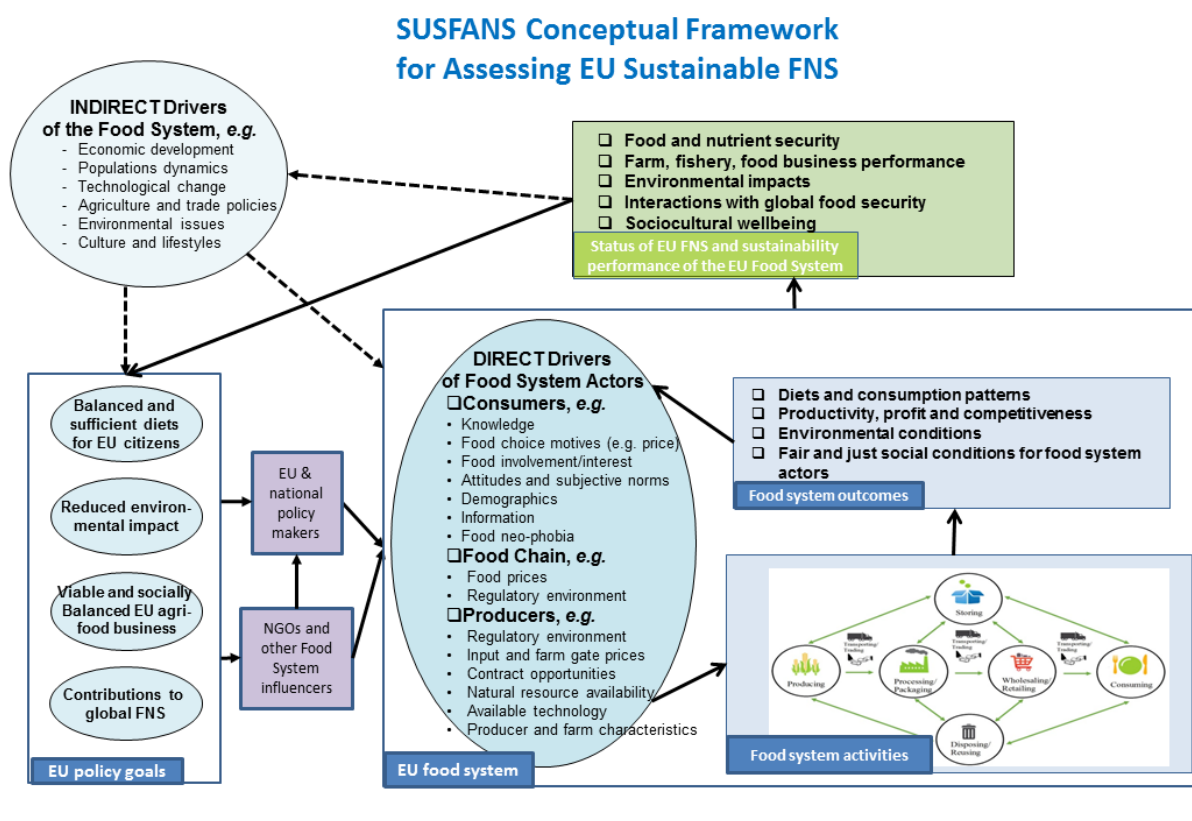 SUSFANS Conceptual Framework
for Assessing EU Sustainable FNS
INDIRECT Drivers
of the Food System, e.g.
- Economic development
- Populations dynamics
- Technological change
- Agriculture and trade policies
- Environmental issues
- Culture and lifestyles
❑ Food and nutrient security
❑ Farm, fishery, food business performance
❑ Environmental impacts
❑ Interactions with global food security
❑ Sociocultural wellbeing
Status of EU FNS and sustainability
performance of the EU Food System
Balanced and
sufficient diets
for EU citizens
Reduced environ-
mental impact
Viable and socially
Balanced EU agri-
food business
Contributions to
global FNS
EU policy goals
EU &
national
policy
makers
NGOs and
other Food
System
influencers
DIRECT Drivers
of Food System Actors
❑Consumers, e.g.
• Knowledge
• Food choice motives (e.g. price)
• Food involvement/interest
• Attitudes and subjective norms
• Demographics
• Information
• Food neo-phobia
❑Food Chain, e.g.
• Food prices
• Regulatory environment
❑Producers, e.g.
• Regulatory environment
• Input and farm gate prices
• Contract opportunities
• Natural resource availability
• Available technology
• Producer and farm characteristics
EU food system
❑ Diets and consumption patterns
❑ Productivity, profit and competitiveness
❑ Environmental conditions
❑ Fair and just social conditions for food system
actors
Food system outcomes
Storing
Transporting/
Trading
Transporting/
Trading
Transporting/
Trading
Producing
Processing/
Packaging
Wholesaling/
Retailing
Consuming
Disposing/
Reusing
Food system activities